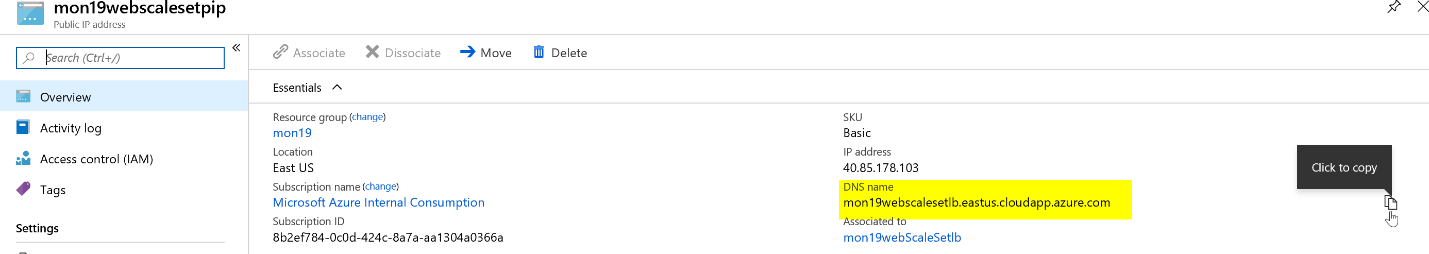 mon19webscalesetpip
Public IP address
Search (Ctrl+/)
Overview
Activity log
Access control (IAM)
Tags
Settings
Associate Dissociate Move Delete
Essentials
Resource group (change)
mon19
Location
East US
Subscription name (change)
Microsoft Azure Internal Consumption
Subscription ID
8b2ef784-0c0d-424c-8a7a-aa1304a0366a
SKU
Basic
IP address
40.85.178.103
DNS name
mon19webscalesetlb.eastus.cloudapp.azure.com
Associated to
mon19webScaleSetlb
Click to copy